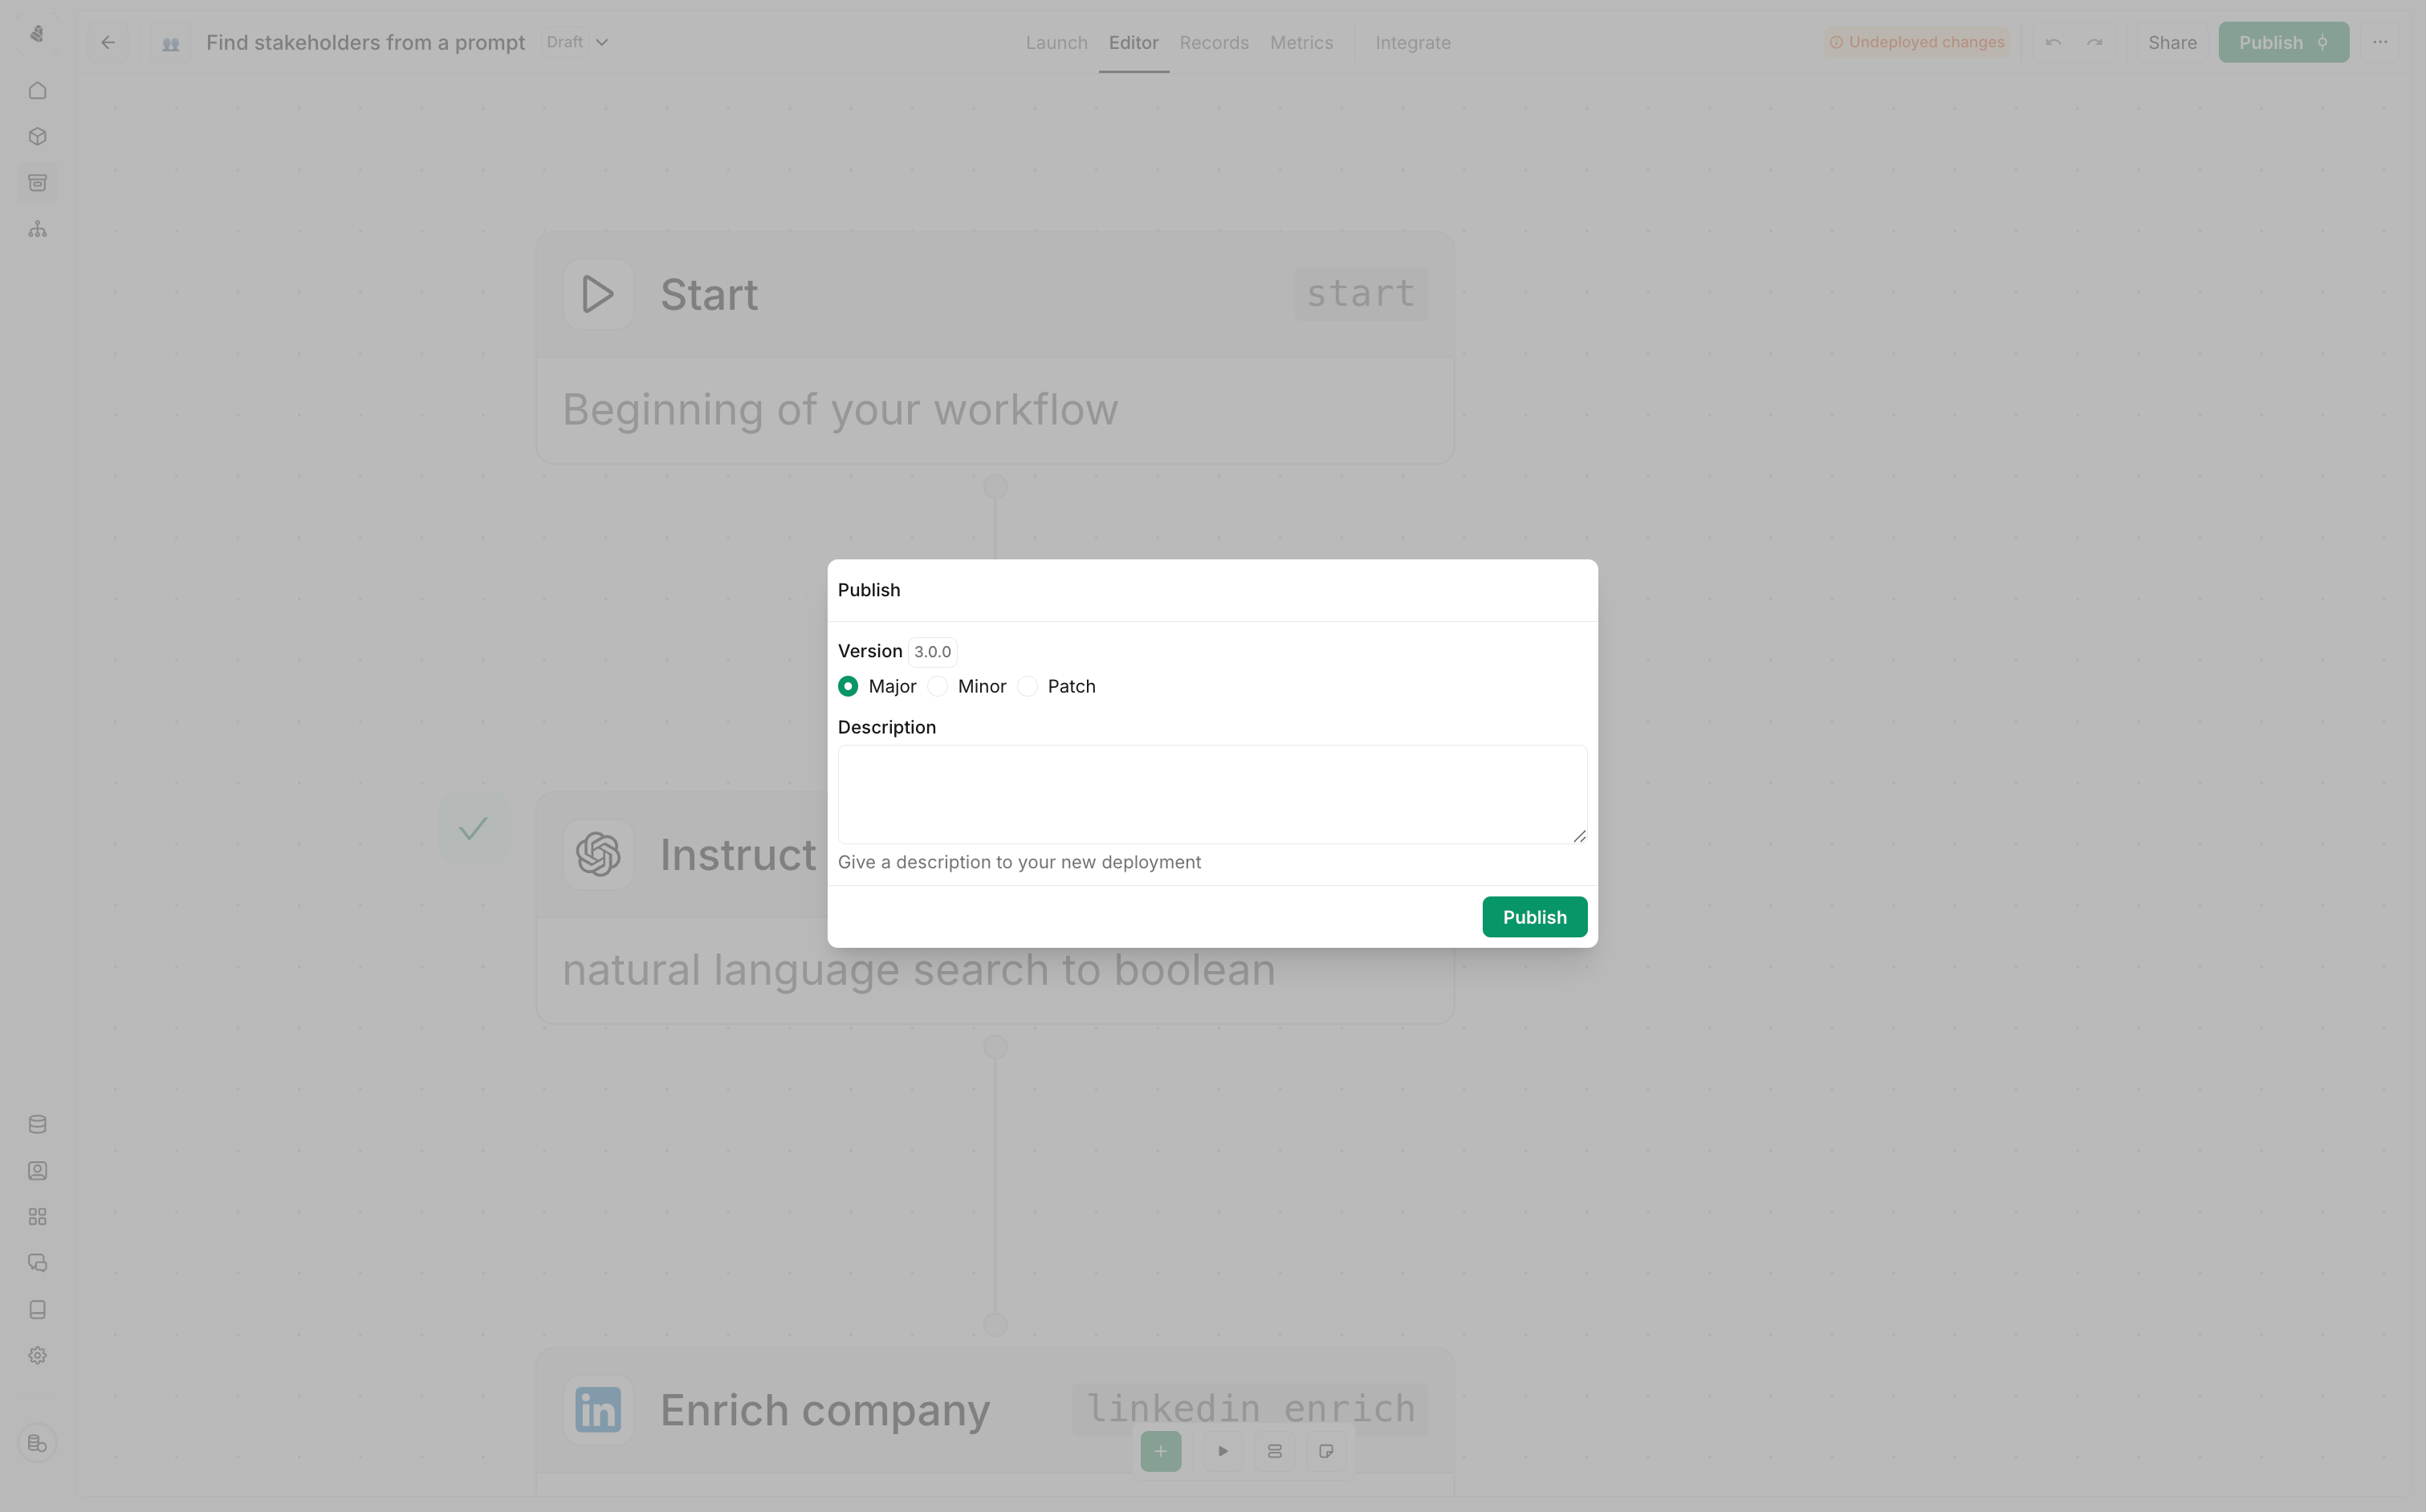 Find stakeholders from a prompt Draft Launch Editor Records Metrics Integrate Undeployed changes Share Publish
Start start
Beginning of your workflow
Publish
Version 3.0.0
Major Minor Patch
Description
Give a description to your new deployment
Publish
Instruct
natural language search to boolean
Enrich company linkedin_enrich